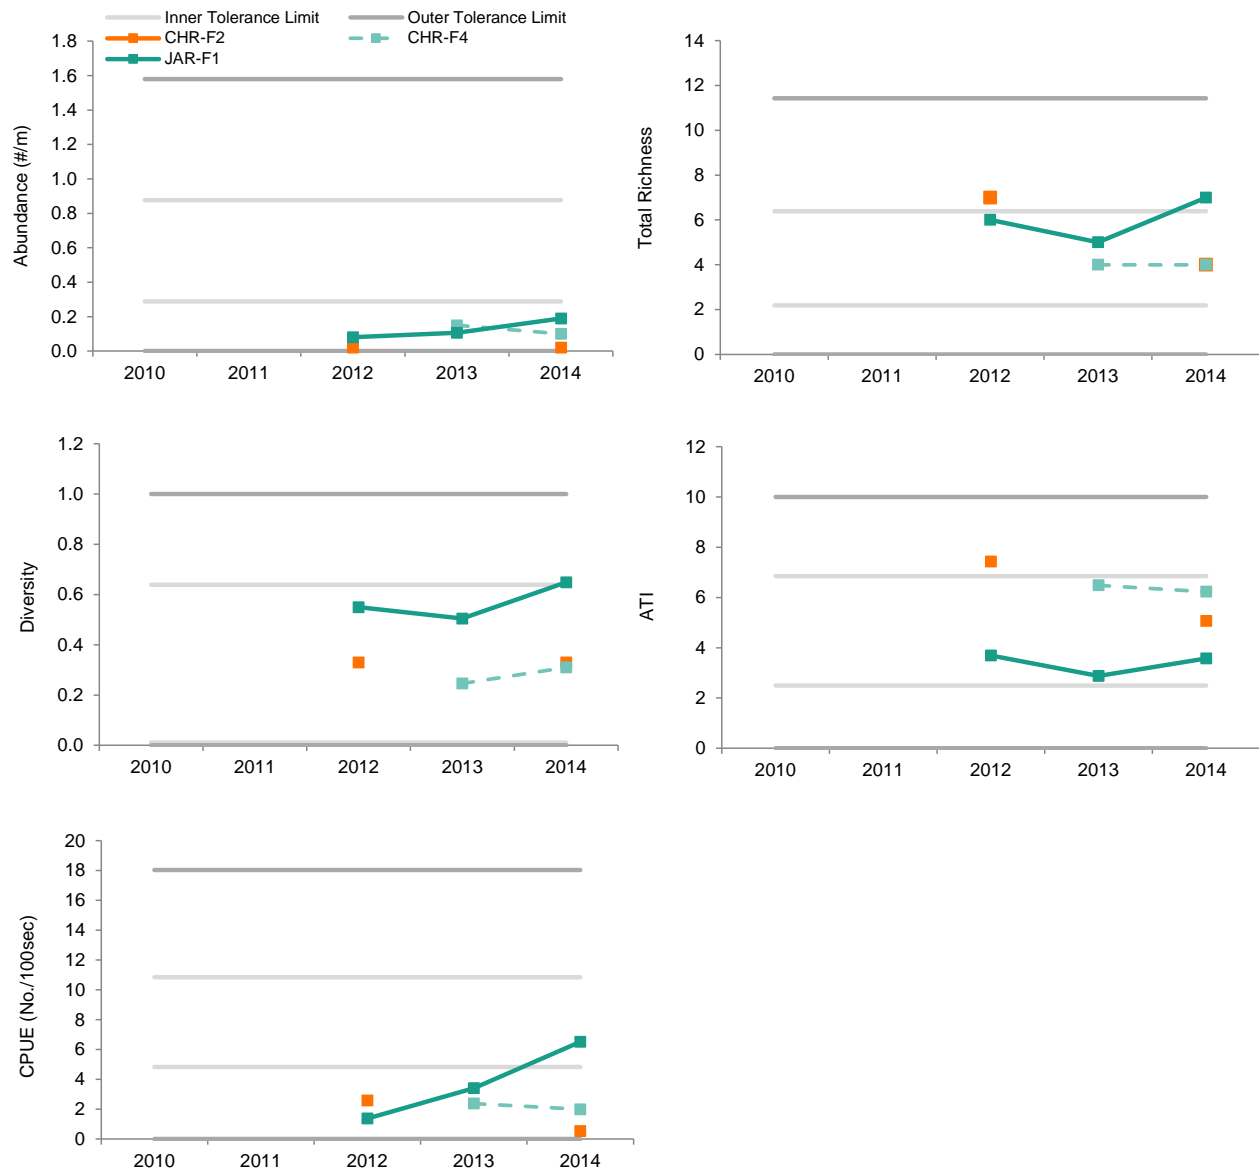 Inner Tolerance Limit
Outer Tolerance Limit
CHR-F2
CHR-F4
JAR-F1
Abundance (#/m)
1.8
1.6
1.4
1.2
1.0
0.8
0.6
0.4
0.2
0.0
2010 2011 2012 2013 2014
Total Richness
14
12
10
8
6
4
2
0
2010 2011 2012 2013 2014
Diversity
1.2
1.0
0.8
0.6
0.4
0.2
0.0
2010 2011 2012 2013 2014
ATI
12
10
8
6
4
2
0
2010 2011 2012 2013 2014
CPUE (No./100sec)
20
18
16
14
12
10
8
6
4
2
0
2010 2011 2012 2013 2014